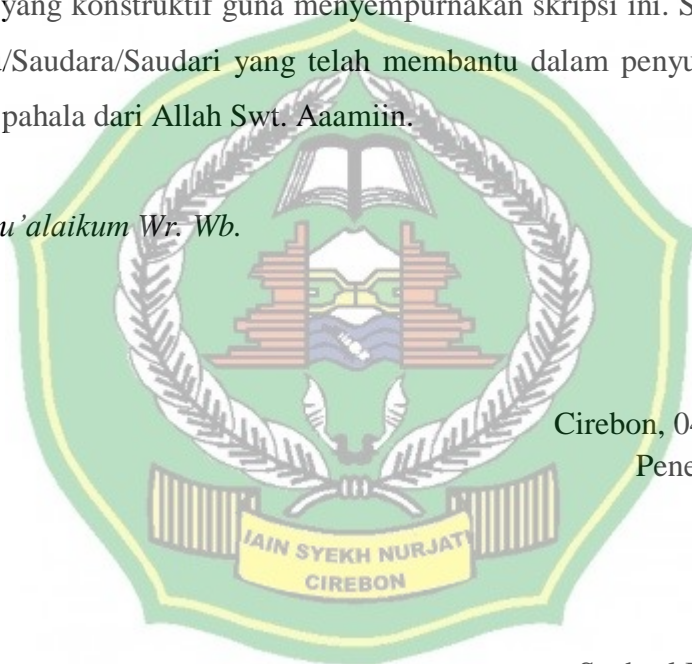 yang konstruktif guna menyempurnakan skripsi ini. S
/Saudara/Saudari yang telah membantu dalam penyu
pahala dari Allah Swt. Aaamiin.
u'alaikum Wr. Wb.
Cirebon, 04
Pene
IAIN SYEKH NURJATI
CIREBON